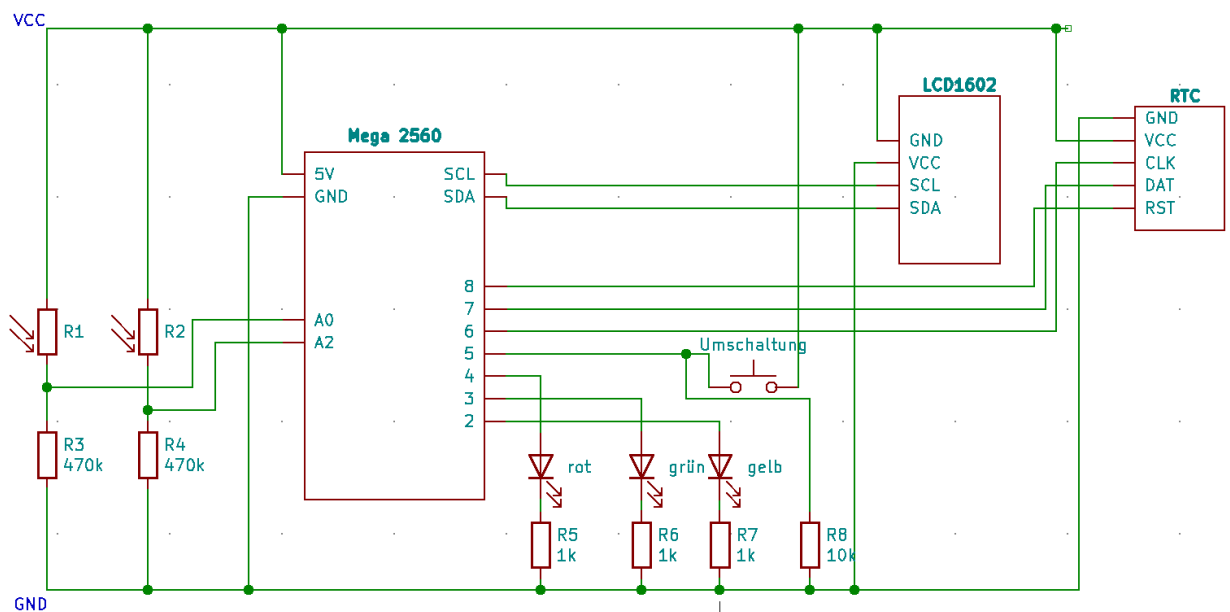 VCC
LCD1602
RTC
GND
VCC
CLK
DAT
RST
Mega 2560
GND
VCC
SCL
SDA
5V
GND
SCL
SDA
8
7
6
5
4
3
2
A0
A2
R1
R2
Umschaltung
R3
470k
R4
470k
rot
grün
gelb
R5
1k
R6
1k
R7
1k
R8
10k
GND